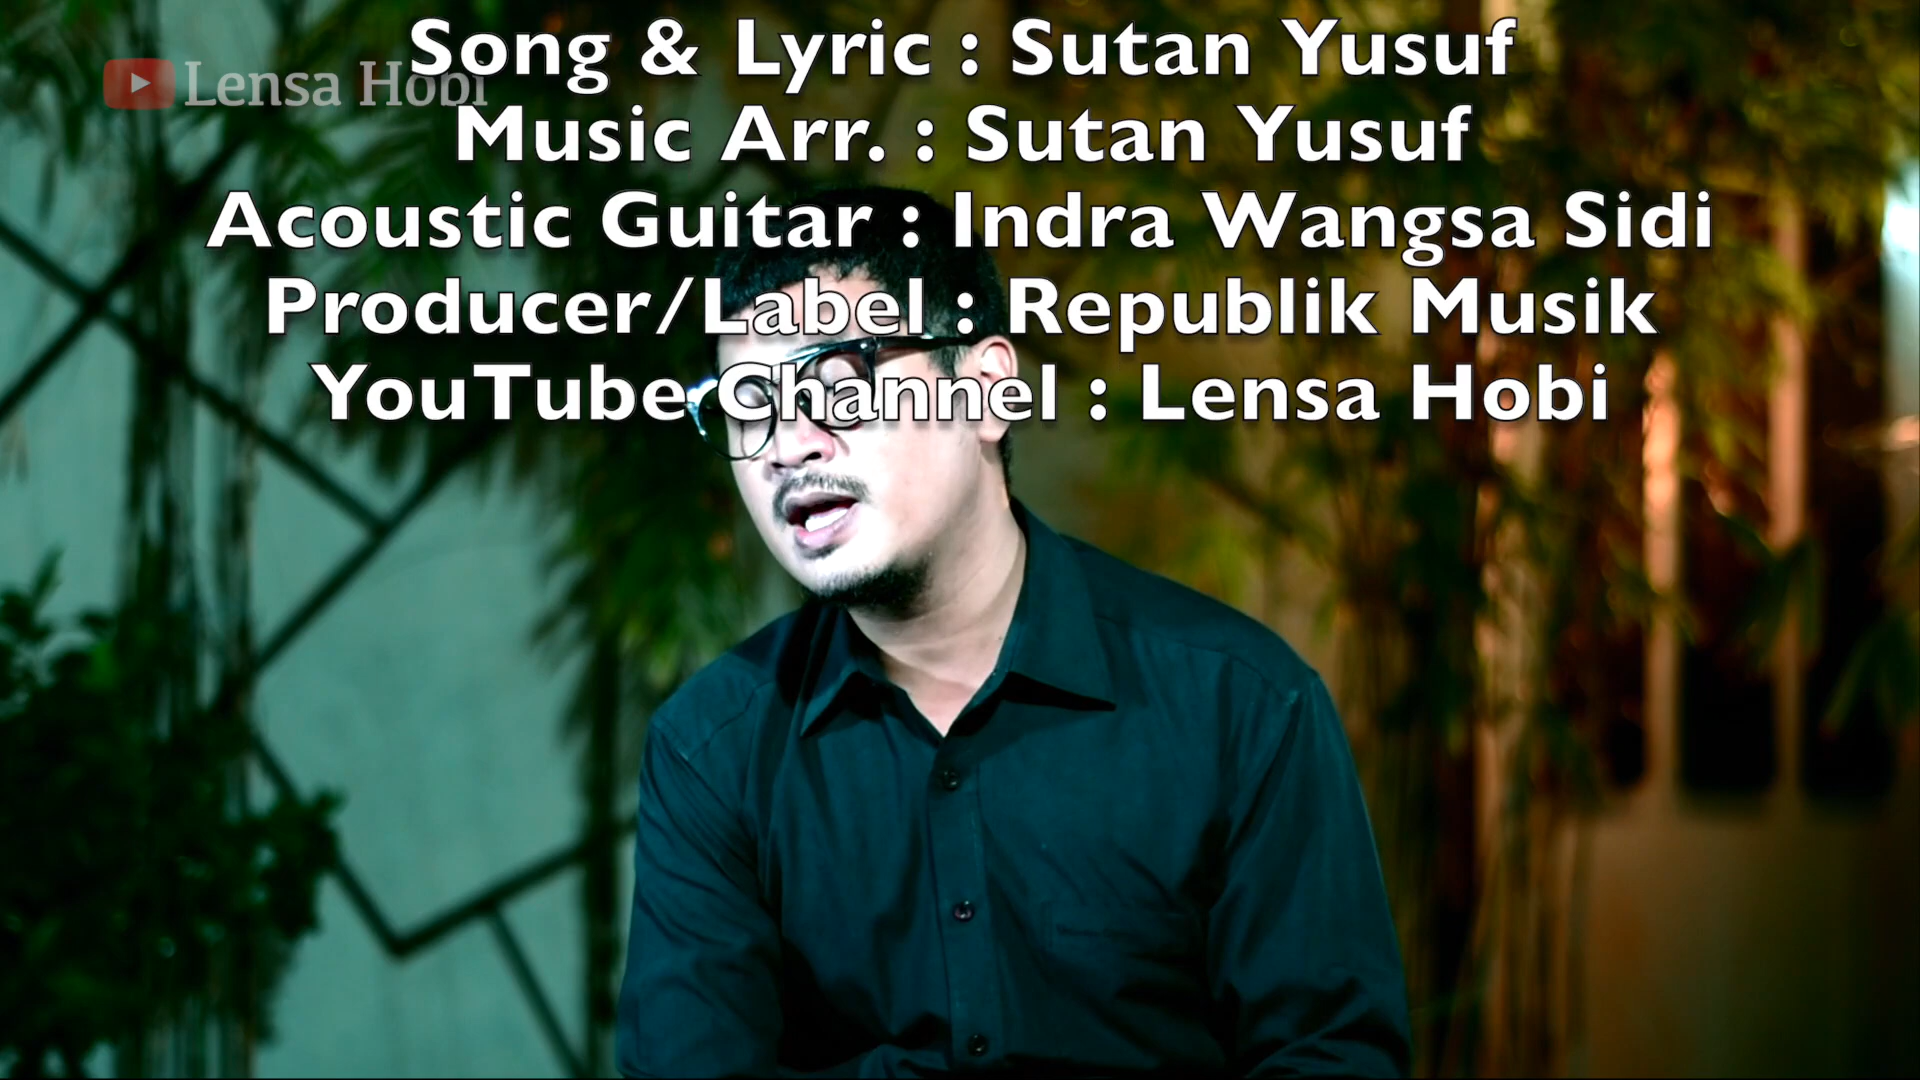 Song & Lyric : Sutan Yusuf
Lensa Hobi
Music Arr. : Sutan Yusuf
Acoustic Guitar : Indra Wangsa Sidi
Producer/Label : Republik Musik
YouTube Channel : Lensa Hobi